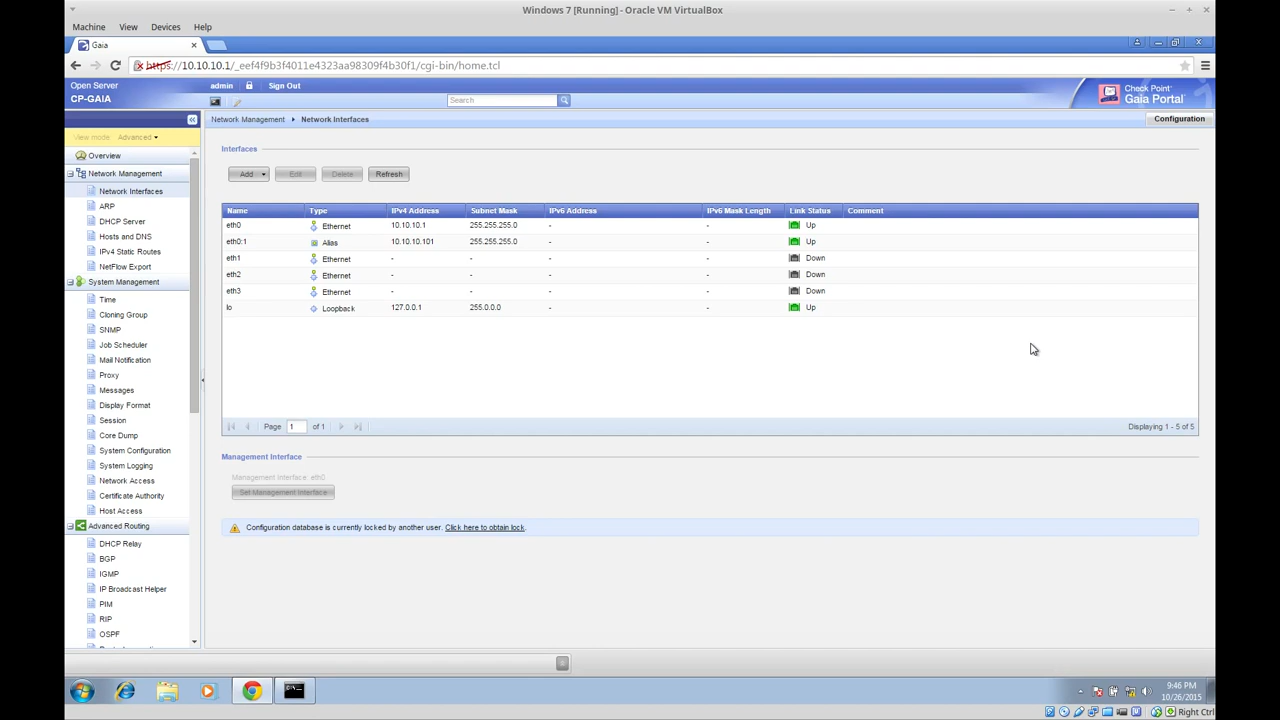 Windows 7 [Running] - Oracle VM VirtualBox
Machine View Devices Help
Gaia
https://10.10.10.1/_eef4f9b3f4011e4323aa98309f4b30f1/cgi-bin/home.tcl
Open Server admin Sign Out
CP-GAIA
Search
Check Point
Gaia Portal
Network Management Network Interfaces Configuration
View mode: Advanced
Overview
Network Management
Network Interfaces
ARP
DHCP Server
Hosts and DNS
IPv4 Static Routes
NetFlow Export
System Management
Time
Cloning Group
SNMP
Job Scheduler
Mail Notification
Proxy
Messages
Display Format
Session
Core Dump
System Configuration
System Logging
Network Access
Certificate Authority
Host Access
Advanced Routing
DHCP Relay
BGP
IGMP
IP Broadcast Helper
PIM
RIP
OSPF
Interfaces
Add Edit Delete Refresh
Name Type IPv4 Address Subnet Mask IPv6 Address IPv6 Mask Length Link Status Comment
eth0 Ethernet 10.10.10.1 255.255.255.0 - - Up
eth0:1 Alias 10.10.10.101 255.255.255.0 - - Up
eth1 Ethernet - - - - Down
eth2 Ethernet - - - - Down
eth3 Ethernet - - - - Down
lo Loopback 127.0.0.1 255.0.0.0 - - Up
Page 1 of 1 Displaying 1 - 5 of 5
Management Interface
Management Interface: eth0
Set Management Interface
Configuration database is currently locked by another user. Click here to obtain lock.
9:46 PM
10/26/2015
Right Ctrl